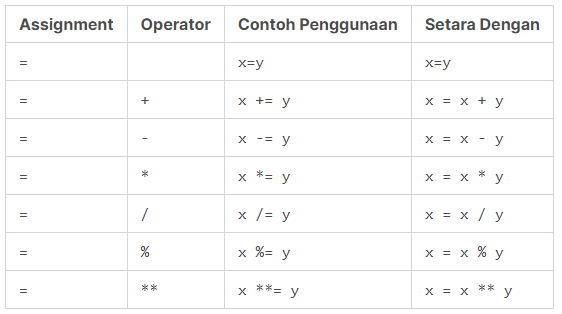 Assignment Operator Contoh Penggunaan Setara Dengan
= x=y x=y
= + x += y x = x + y
= - x -= y x = x - y
= * x *= y x = x * y
= / x /= y x = x / y
= % x %= y x = x % y
= ** x **= y x = x ** y